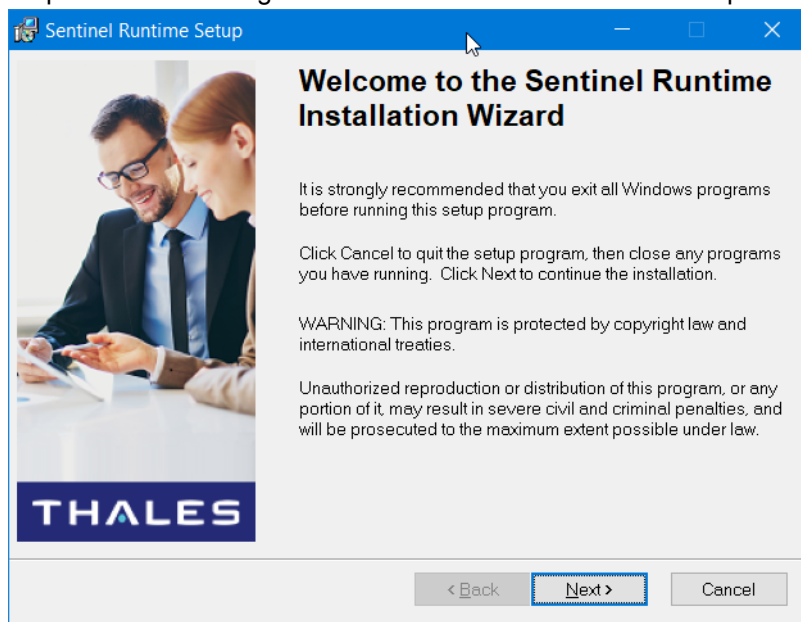 Sentinel Runtime Setup
Welcome to the Sentinel Runtime
Installation Wizard
It is strongly recommended that you exit all Windows programs
before running this setup program.
Click Cancel to quit the setup program, then close any programs
you have running. Click Next to continue the installation.
WARNING: This program is protected by copyright law and
international treaties.
Unauthorized reproduction or distribution of this program, or any
portion of it, may result in severe civil and criminal penalties, and
will be prosecuted to the maximum extent possible under law.
THALES
< Back Next > Cancel